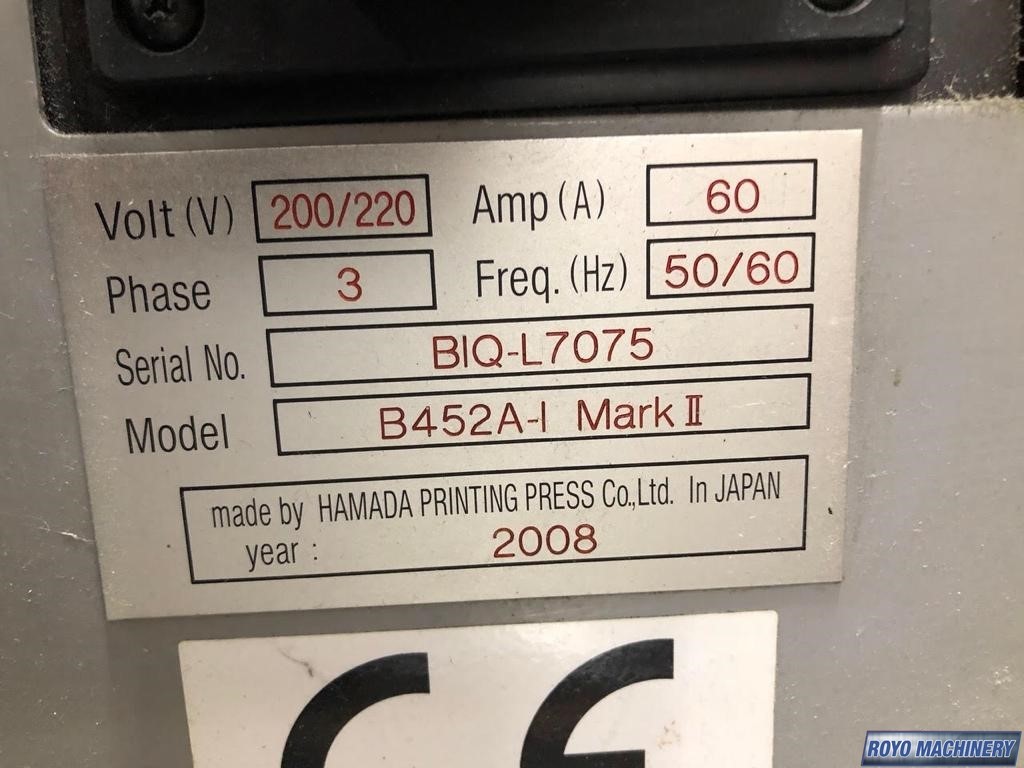 Volt (V) 200/220 Amp (A) 60
Phase 3 Freq. (Hz) 50/60
Serial No. BIQ-L7075
Model B452A-I Mark II
made by HAMADA PRINTING PRESS Co.,Ltd. In JAPAN
year : 2008
CE
ROYO MACHINERY